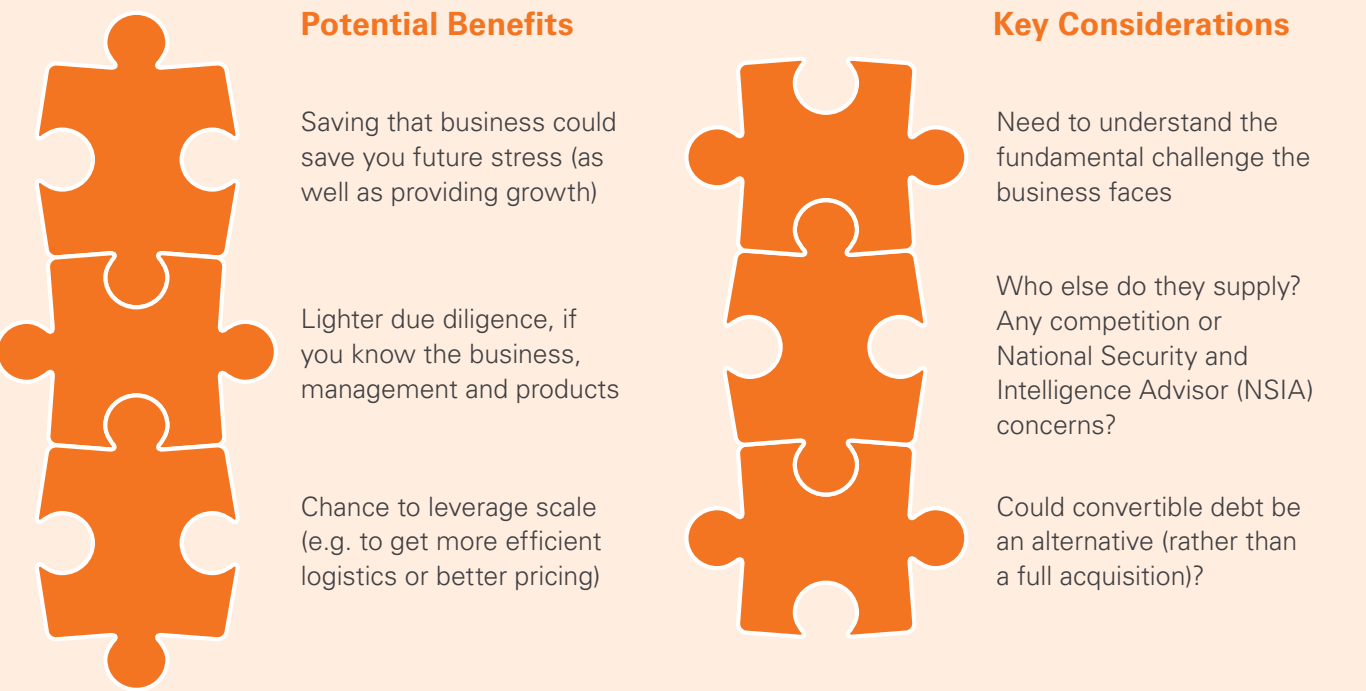 Potential Benefits
Saving that business could
save you future stress (as
well as providing growth)
Lighter due diligence, if
you know the business,
management and products
Chance to leverage scale
(e.g. to get more efficient
logistics or better pricing)
Key Considerations
Need to understand the
fundamental challenge the
business faces
Who else do they supply?
Any competition or
National Security and
Intelligence Advisor (NSIA)
concerns?
Could convertible debt be
an alternative (rather than
a full acquisition)?